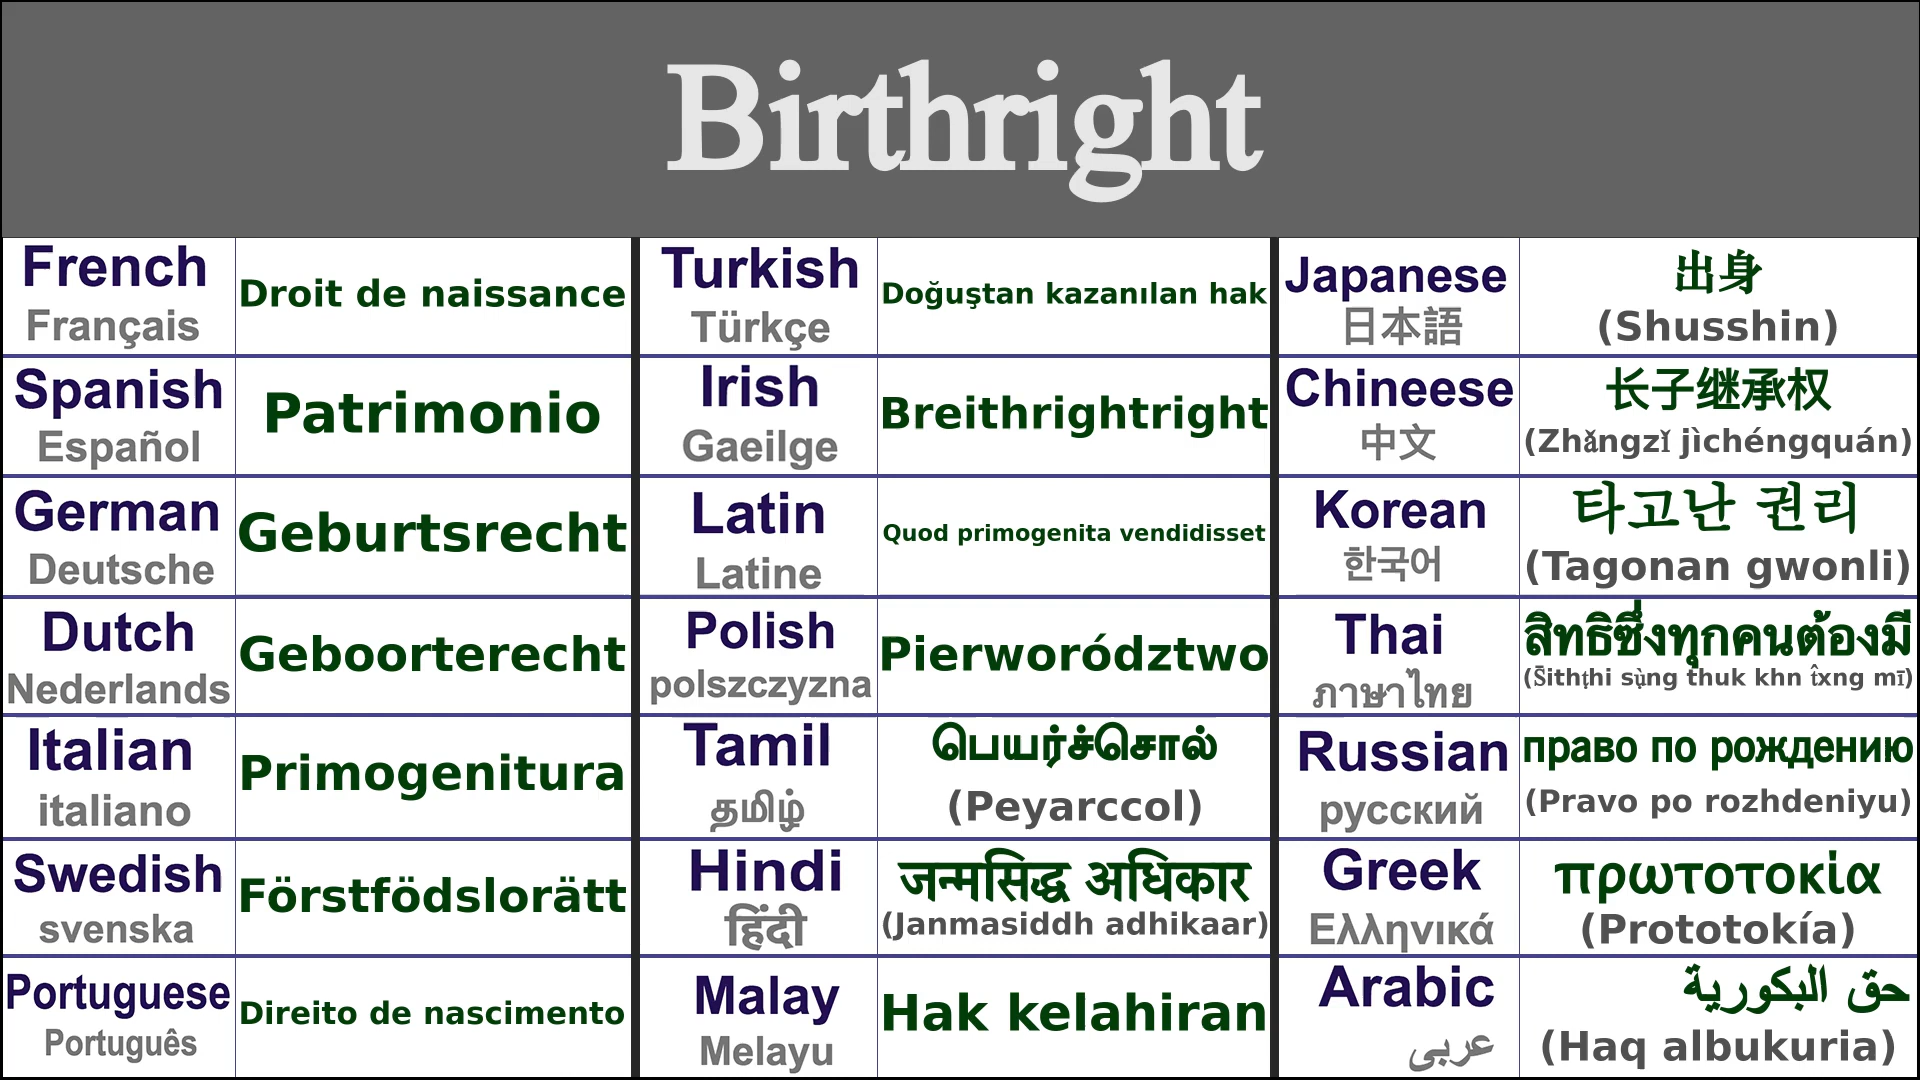 Birthright
French
Français
Droit de naissance
Turkish
Türkçe
Doğuştan kazanılan hak
Japanese
日本語
出身
(Shusshin)
Spanish
Español
Patrimonio
Irish
Gaeilge
Breithrightright
Chineese
中文
长子继承权
(Zhǎngzǐ jìchéngquán)
German
Deutsche
Geburtsrecht
Latin
Latine
Quod primogenita vendidisset
Korean
한국어
타고난 권리
(Tagonan gwonli)
Dutch
Nederlands
Geboorterecht
Polish
polszczyzna
Pierworództwo
Thai
ภาษาไทย
สิทธิซึ่งทุกคนต้องมี
(S̄ithṭhi sụ̀ng thuk khn t̂xng mī)
Italian
italiano
Primogenitura
Tamil
தமிழ்
பெயர்ச்சொல்
(Peyarccol)
Russian
русский
право по рождению
(Pravo po rozhdeniyu)
Swedish
svenska
Förstfödslorätt
Hindi
हिंदी
जन्मसिद्ध अधिकार
(Janmasiddh adhikaar)
Greek
Ελληνικά
πρωτοτοκία
(Prototokía)
Portuguese
Português
Direito de nascimento
Malay
Melayu
Hak kelahiran
Arabic
عربى
حق البكورية
(Haq albukuria)